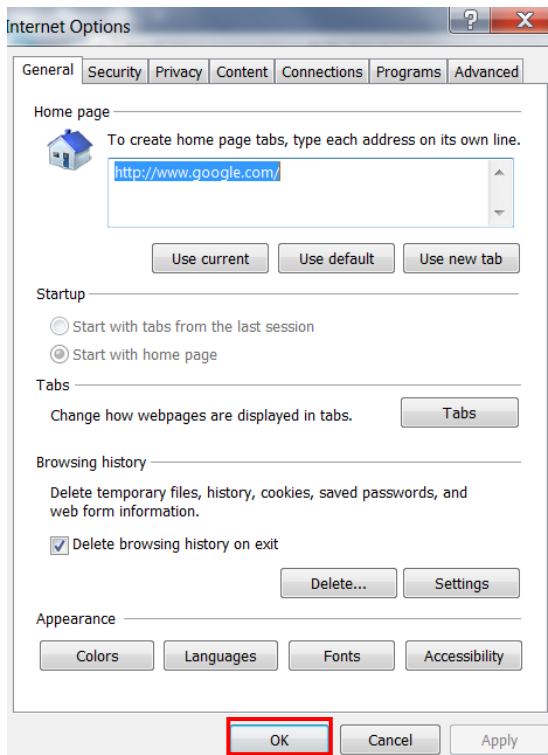 Internet Options
?
X
General Security Privacy Content Connections Programs Advanced
Home page
To create home page tabs, type each address on its own line.
http://www.google.com/
Use current Use default Use new tab
Startup
Start with tabs from the last session
Start with home page
Tabs
Change how webpages are displayed in tabs. Tabs
Browsing history
Delete temporary files, history, cookies, saved passwords, and
web form information.
Delete browsing history on exit
Delete... Settings
Appearance
Colors Languages Fonts Accessibility
OK Cancel Apply